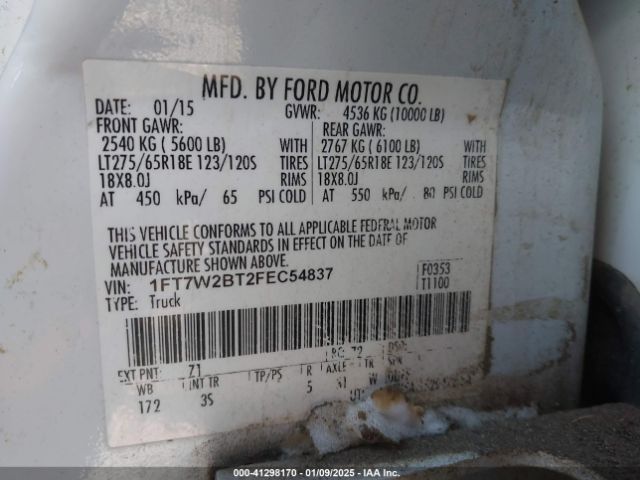 MFD. BY FORD MOTOR CO.
DATE: 01/15 GVWR: 4536 KG (10000 LB)
FRONT GAWR: REAR GAWR:
2540 KG ( 5600 LB) WITH 2767 KG ( 6100 LB) WITH
LT275/65R18E 123/120S TIRES LT275/65R18E 123/120S TIRES
18X8.0J RIMS 18X8.0J RIMS
AT 450 kPa/ 65 PSI COLD AT 550 kPa/ 80 PSI COLD
THIS VEHICLE CONFORMS TO ALL APPLICABLE FEDERAL MOTOR
VEHICLE SAFETY STANDARDS IN EFFECT ON THE DATE OF
MANUFACTURE SHOWN ABOVE.
VIN: 1FT7W2BT2FEC54837 F0353
TYPE: Truck T1100
RC: 72 DSO:
EXT PNT: Z1
WB INT TR TP/PS R AXLE TR SPR
172 3S 5 31 W
000-41298170 | 01/09/2025 | IAA Inc.